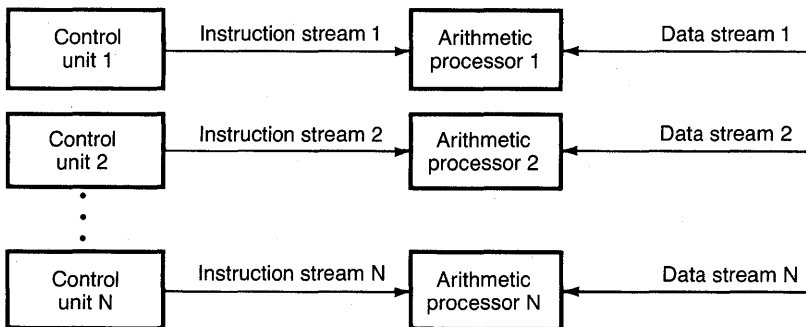 Control
unit 1
Instruction stream 1
Arithmetic
processor 1
Data stream 1
Control
unit 2
Instruction stream 2
Arithmetic
processor 2
Data stream 2
Control
unit N
Instruction stream N
Arithmetic
processor N
Data stream N